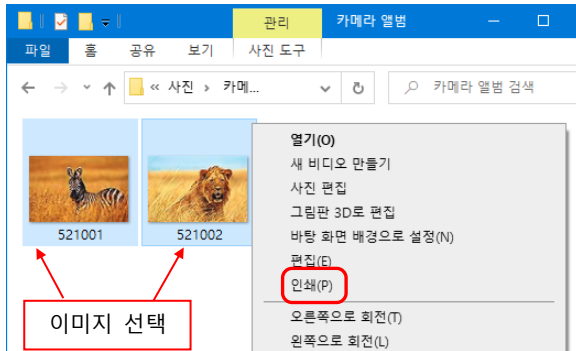 관리
카메라 앨범
파일 홈 공유 보기 사진 도구
« 사진 › 카메...
카메라 앨범 검색
521001
521002
이미지 선택
열기(O)
새 비디오 만들기
사진 편집
그림판 3D로 편집
바탕 화면 배경으로 설정(N)
편집(E)
인쇄(P)
오른쪽으로 회전(T)
왼쪽으로 회전(L)